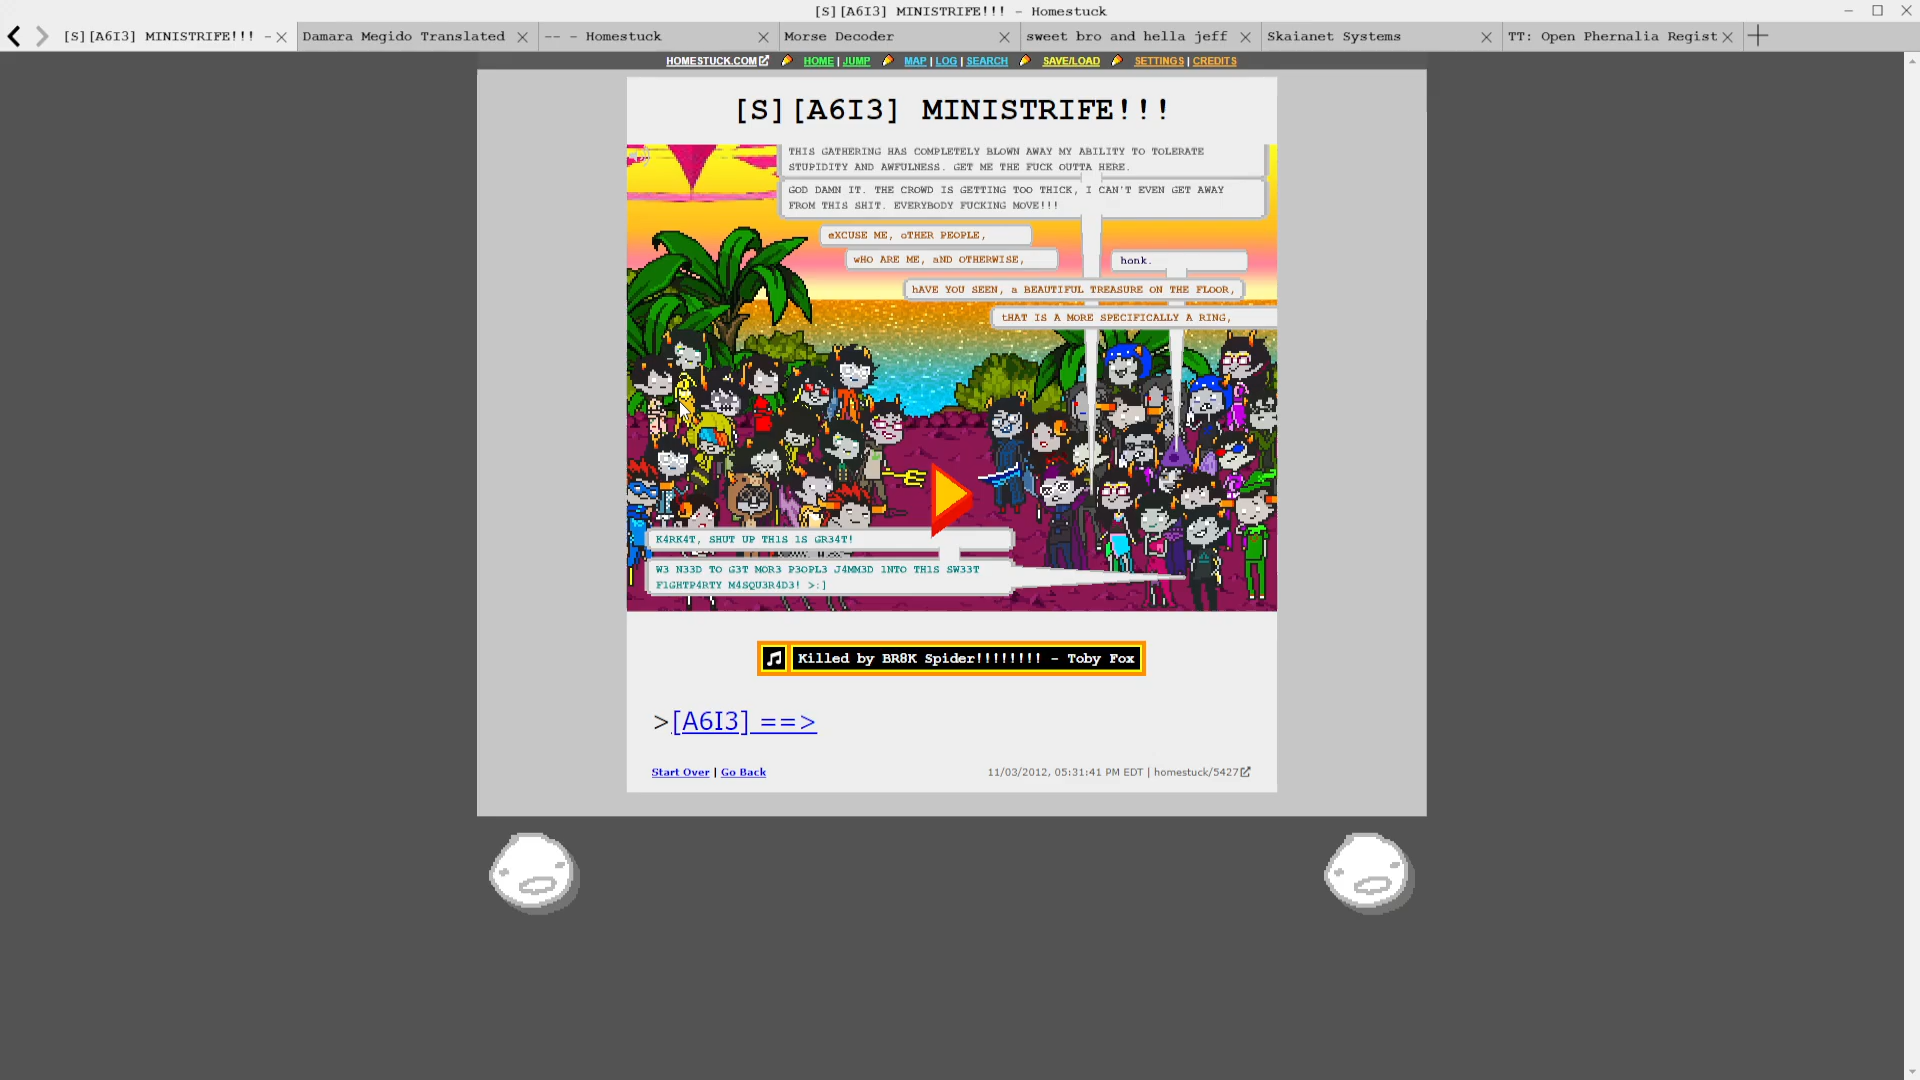 [S][A6I3] MINISTRIFE!!! - Homestuck
[S][A6I3] MINISTRIFE!!! -
Damara Megido Translated
-- - Homestuck
Morse Decoder
sweet bro and hella jeff
Skaianet Systems
TT: Open Phernalia Regist
HOMESTUCK.COM HOME | JUMP MAP | LOG | SEARCH SAVE/LOAD SETTINGS | CREDITS
[S][A6I3] MINISTRIFE!!!
THIS GATHERING HAS COMPLETELY BLOWN AWAY MY ABILITY TO TOLERATE
STUPIDITY AND AWFULNESS. GET ME THE FUCK OUTTA HERE.
GOD DAMN IT. THE CROWD IS GETTING TOO THICK, I CAN'T EVEN GET AWAY
FROM THIS SHIT. EVERYBODY FUCKING MOVE!!!
eXCUSE ME, oTHER PEOPLE,
wHO ARE ME, aND OTHERWISE,
honk.
hAVE YOU SEEN, a BEAUTIFUL TREASURE ON THE FLOOR,
tHAT IS A MORE SPECIFICALLY A RING,
K4RK4T, SHUT UP TH1S 1S GR34T!
W3 N33D TO G3T MOR3 P3OPL3 J4MM3D 1NTO TH1S SW33T
F1GHTP4RTY M4SQU3R4D3! >:]
Killed by BR8K Spider!!!!!!!! - Toby Fox
>[A6I3] ==>
Start Over | Go Back
11/03/2012, 05:31:41 PM EDT | homestuck/5427